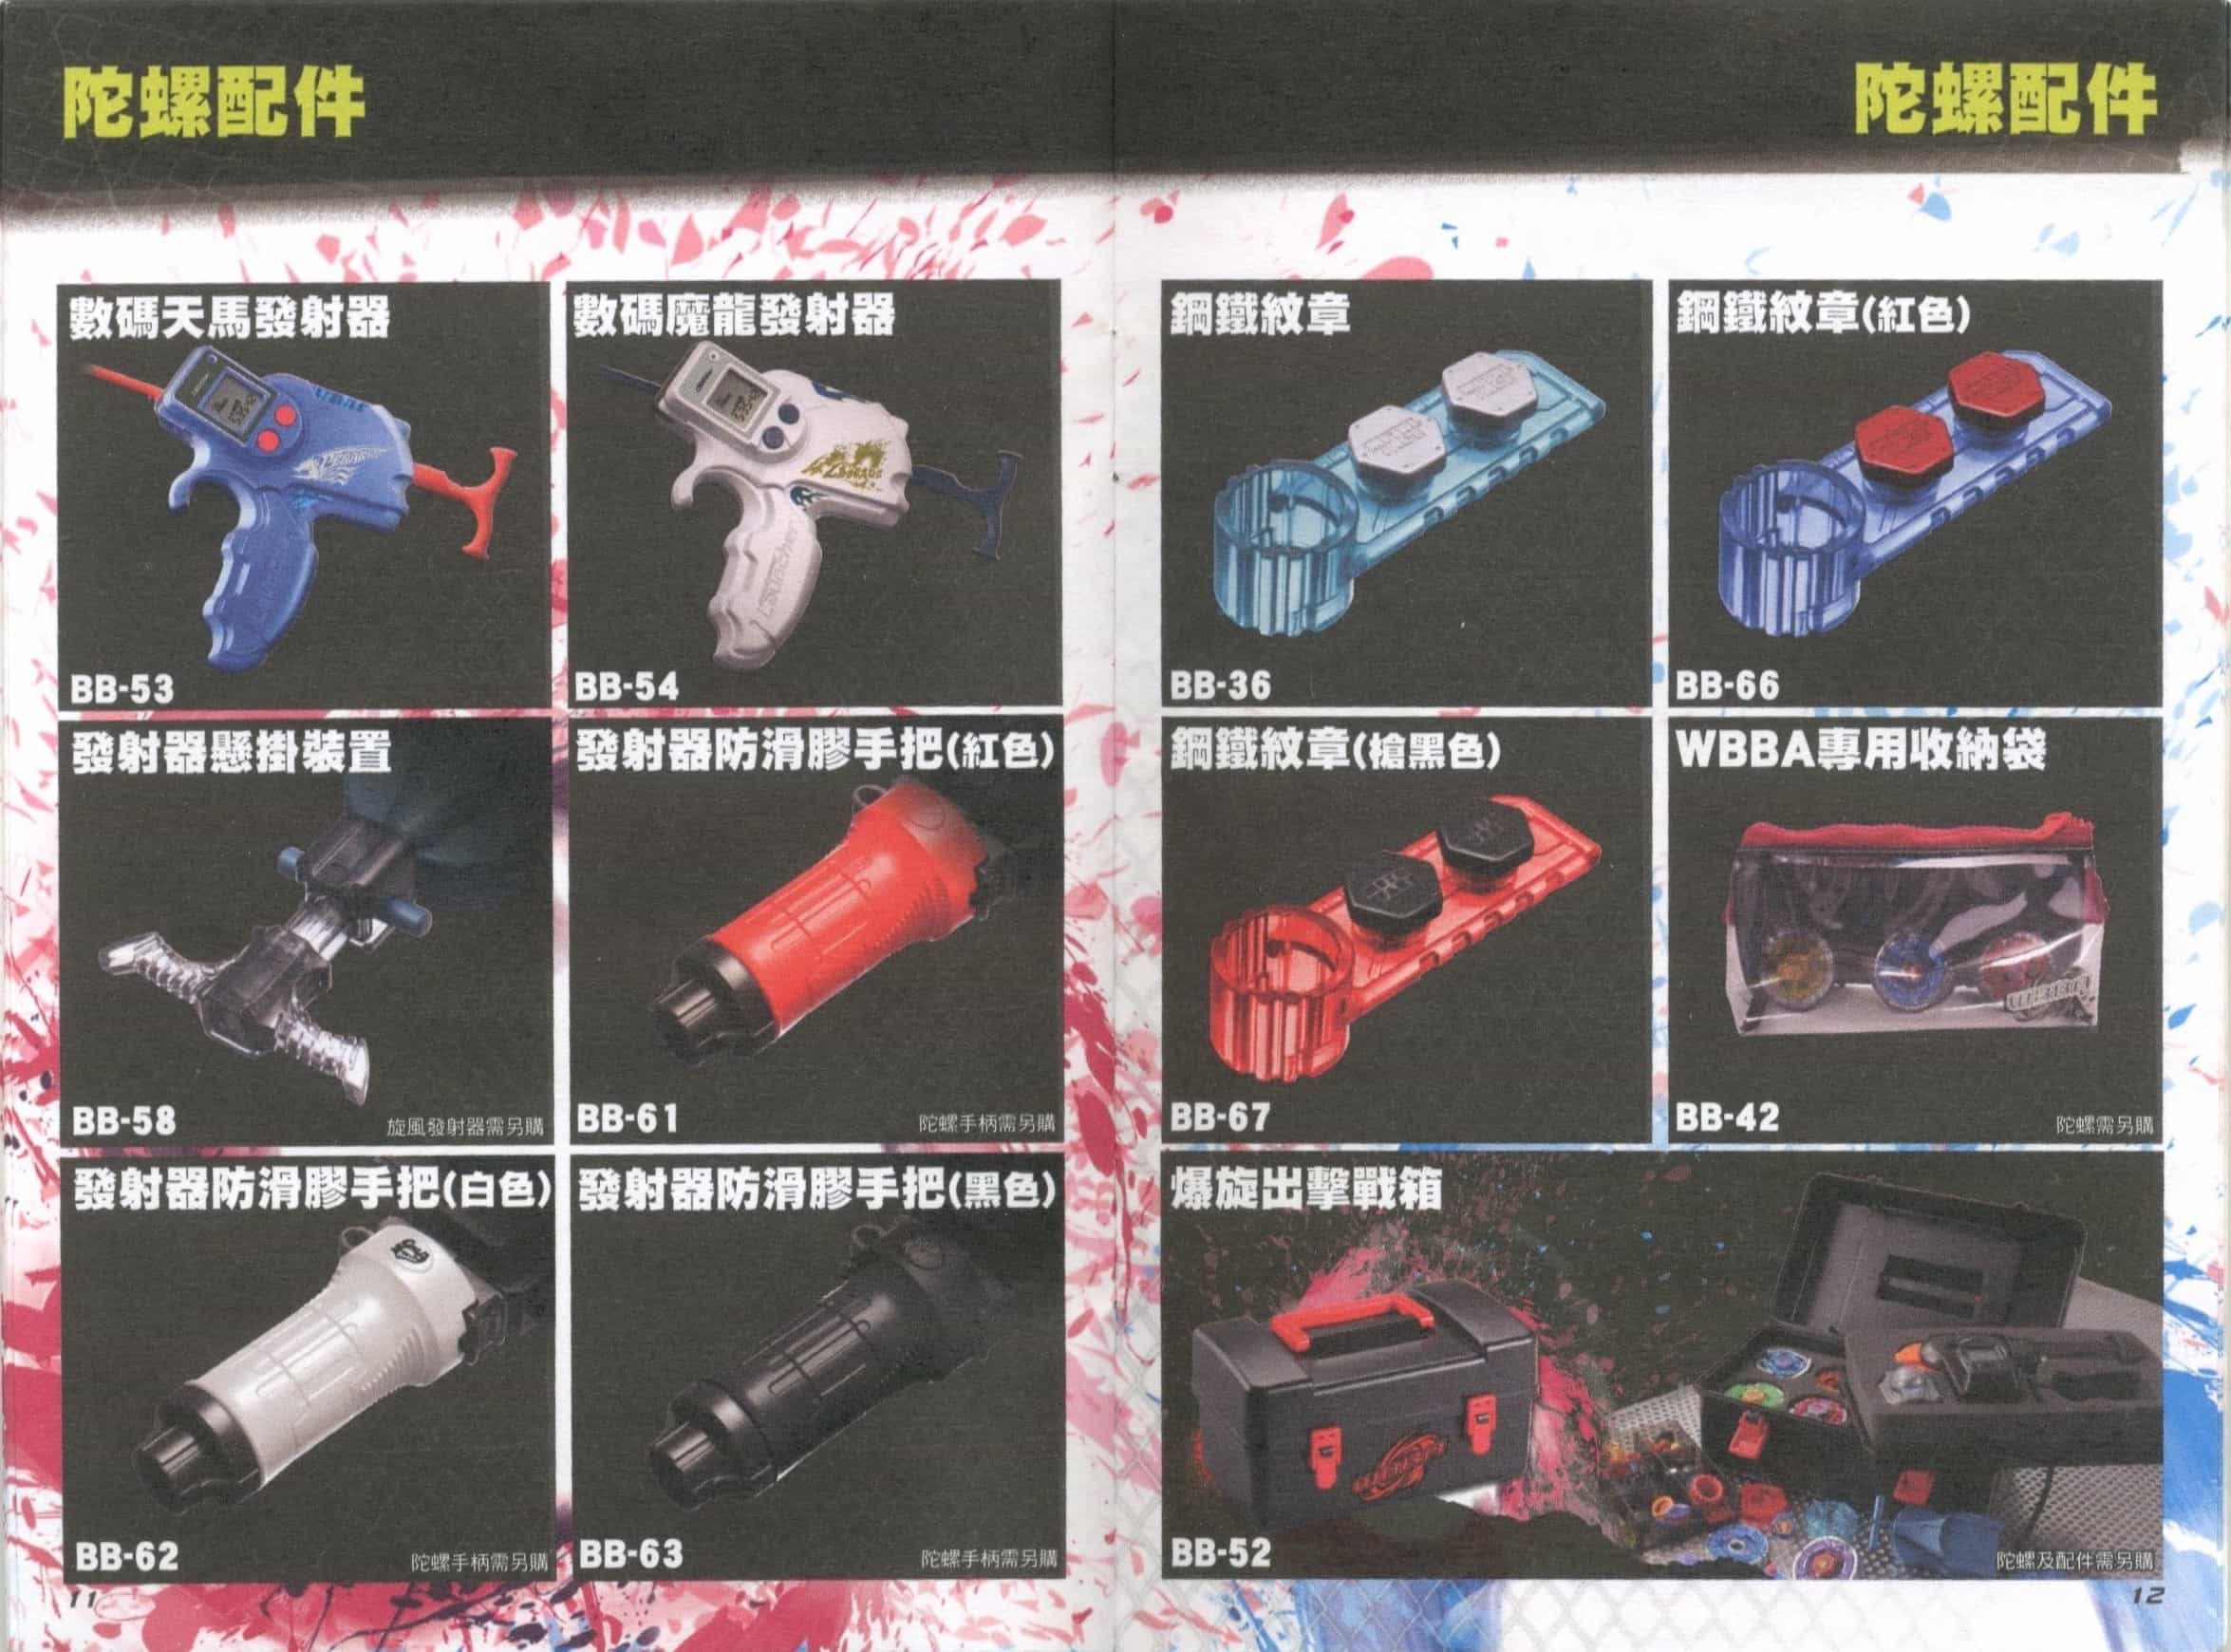 陀螺配件
數碼天馬發射器
BB-53
數碼魔龍發射器
BB-54
發射器懸掛裝置
BB-58
旋風發射器需另購
發射器防滑膠手把(紅色)
BB-61
陀螺手柄需另購
發射器防滑膠手把(白色)
BB-62
陀螺手柄需另購
發射器防滑膠手把(黑色)
BB-63
陀螺手柄需另購
11
陀螺配件
鋼鐵紋章
BB-36
鋼鐵紋章(紅色)
BB-66
鋼鐵紋章(槍黑色)
BB-67
WBBA專用收納袋
WBBA
BB-42
陀螺需另購
爆旋出擊戰箱
BB-52
陀螺及配件需另購
12